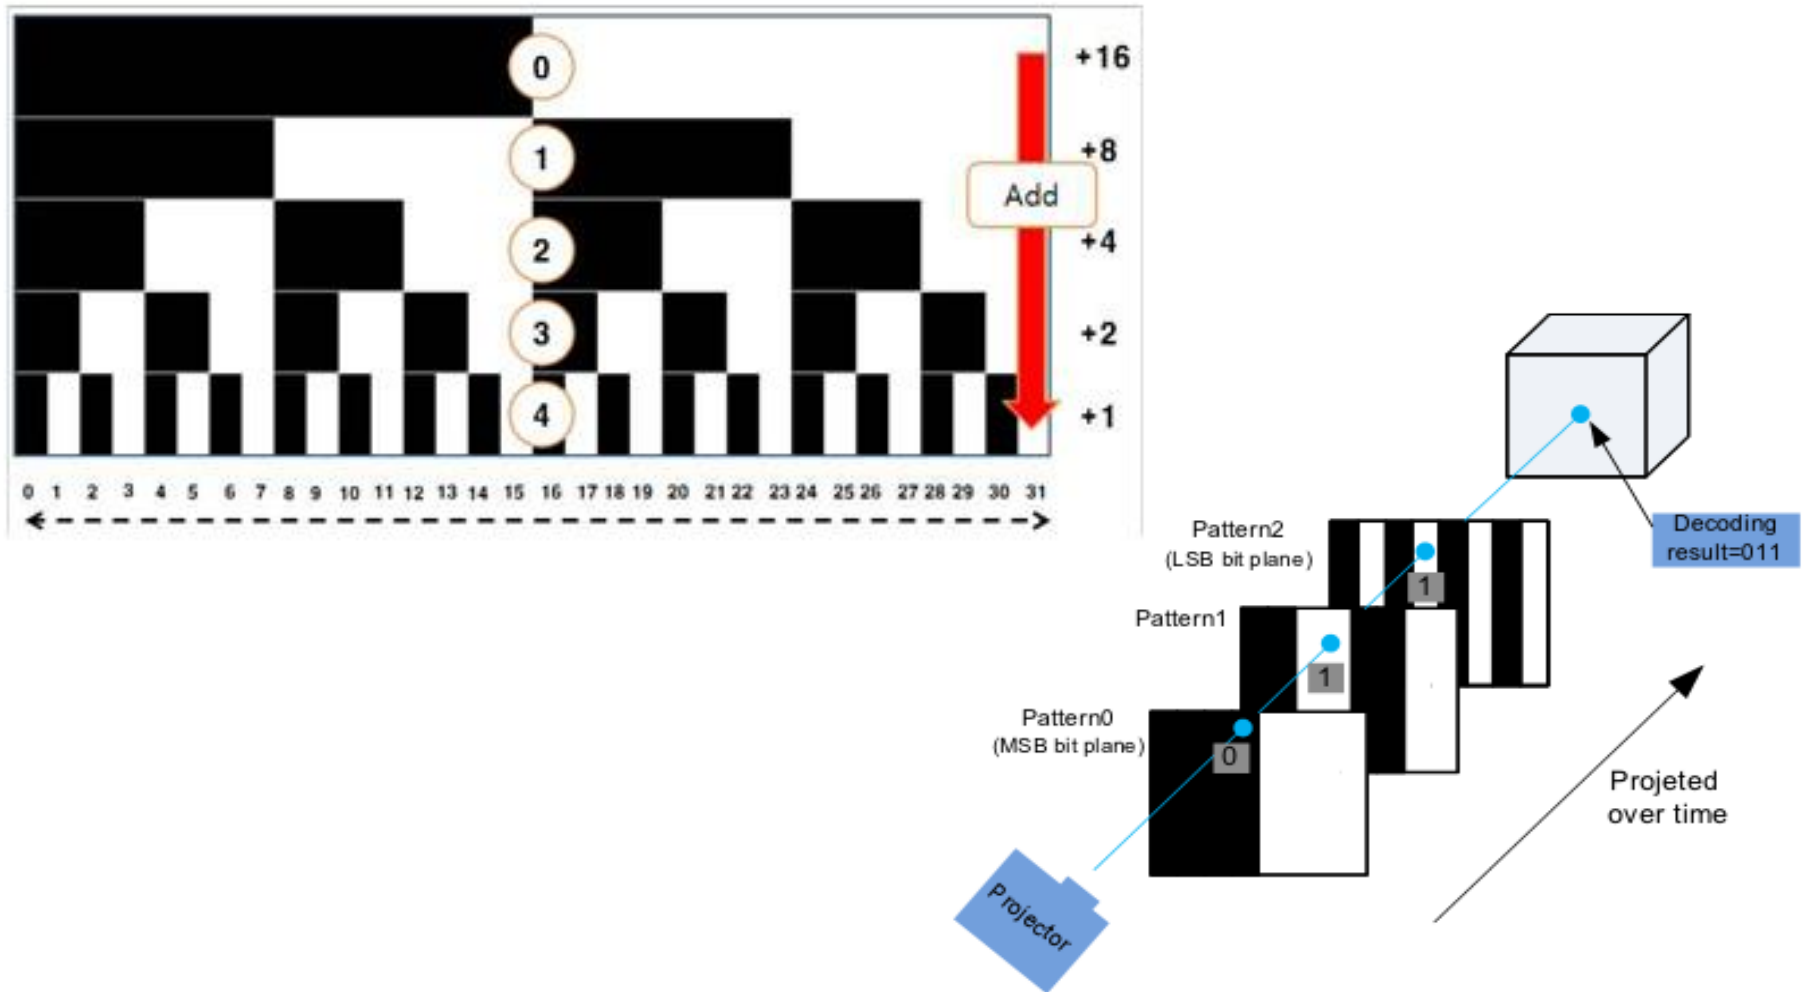 0
+16
1
+8
Add
2
+4
3
+2
4
+1
0 1 2 3 4 5 6 7 8 9 10 11 12 13 14 15 16 17 18 19 20 21 22 23 24 25 26 27 28 29 30 31
Pattern2
(LSB bit plane)
1
Decoding
result=011
Pattern1
1
Pattern0
(MSB bit plane)
0
Projeted
over time
Projector